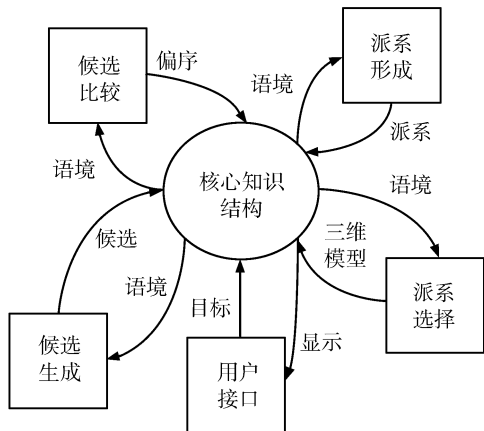 候选
比较
偏序
语境
派系
形成
派系
语境
核心知识
结构
语境
候选
语境
三维
模型
目标
显示
派系
选择
候选
生成
用户
接口